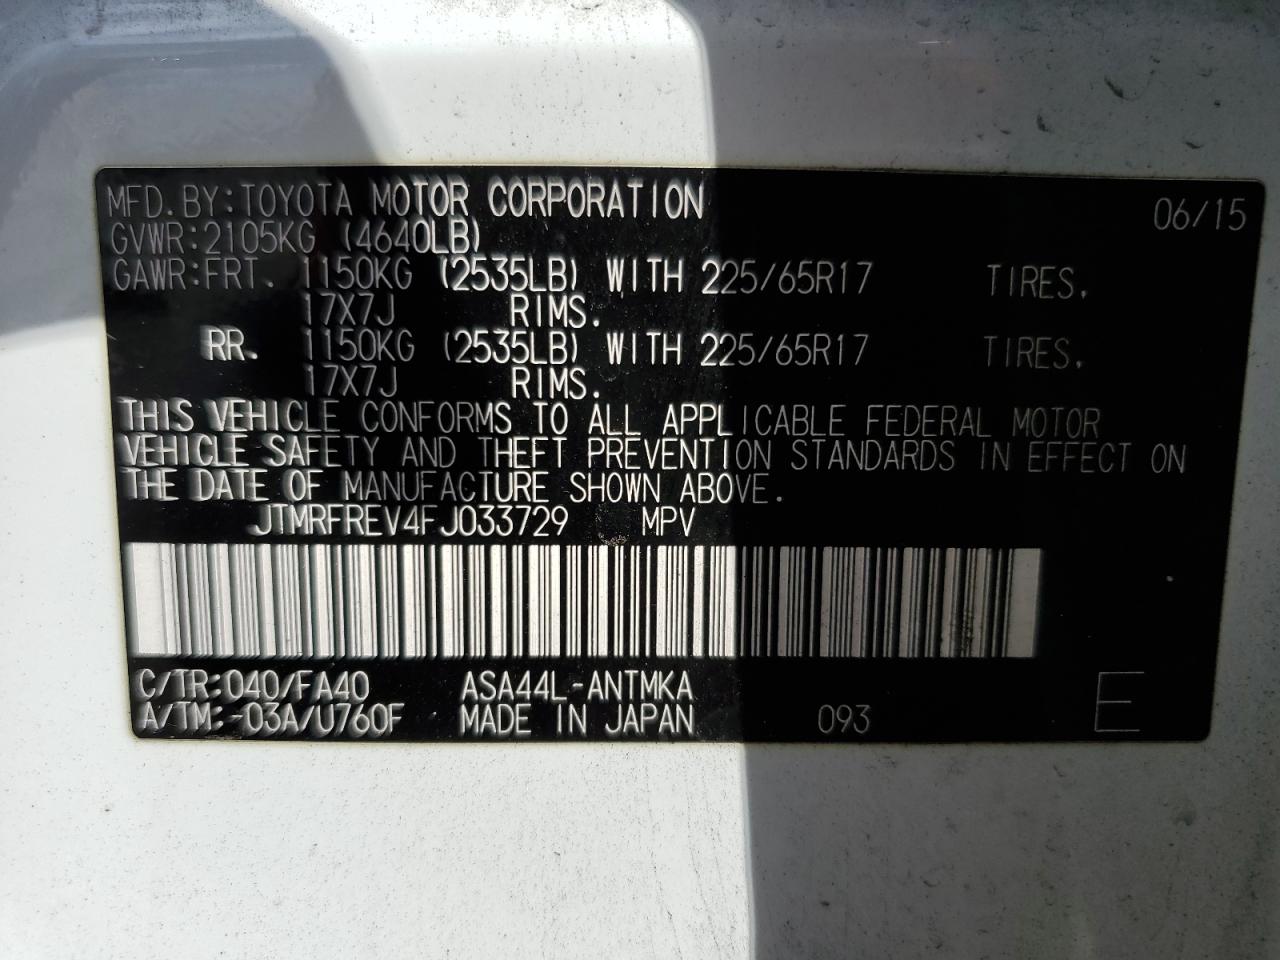 MFD. BY: TOYOTA MOTOR CORPORATION 06/15
GVWR: 2105KG (4640LB)
GAWR: FRT. 1150KG (2535LB) WITH 225/65R17 TIRES.
17X7J RIMS.
RR. 1150KG (2535LB) WITH 225/65R17 TIRES,
17X7J RIMS.
THIS VEHICLE CONFORMS TO ALL APPLICABLE FEDERAL MOTOR
VEHICLE SAFETY AND THEFT PREVENTION STANDARDS IN EFFECT ON
THE DATE OF MANUFACTURE SHOWN ABOVE.
JTMRFREV4FJ033729 MPV
C/TR: 040/FA40 ASA44L-ANTMKA
A/TM: -03A/U760F MADE IN JAPAN 093 E